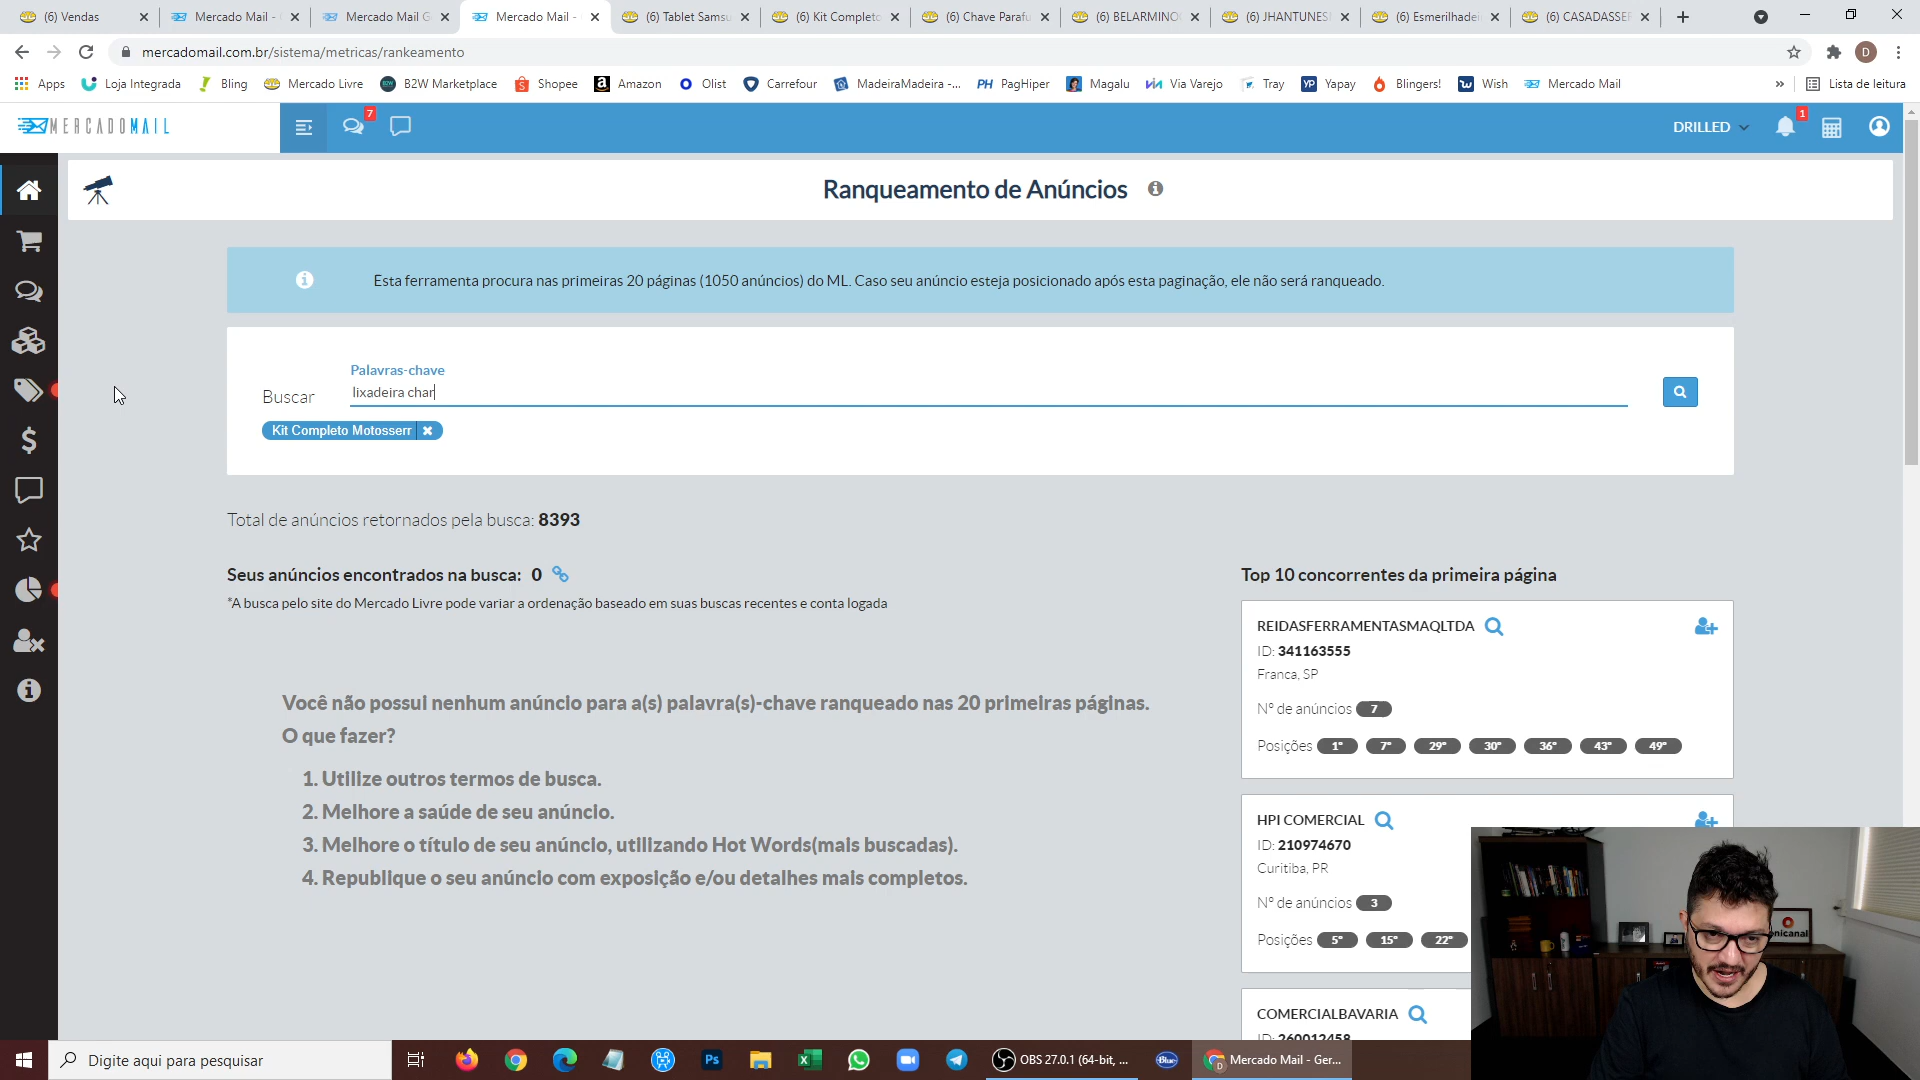 (6) Vendas
Mercado Mail -
Mercado Mail G
Mercado Mail -
(6) Tablet Samsu
(6) Kit Completo
(6) Chave Parafu
(6) BELARMINO
(6) JHANTUNES
(6) Esmerilhade
(6) CASADASSE
mercadomail.com.br/sistema/metricas/rankeamento
D
Apps
Loja Integrada
Bling
Mercado Livre
B2W Marketplace
Shopee
Amazon
Olist
Carrefour
MadeiraMadeira -...
PH PagHiper
Magalu
Via Varejo
Tray
YP Yapay
Blingers!
Wish
Mercado Mail
»
Lista de leitura
MERCADOMAIL
7
DRILLED
1
Ranqueamento de Anúncios
Esta ferramenta procura nas primeiras 20 páginas (1050 anúncios) do ML. Caso seu anúncio esteja posicionado após esta paginação, ele não será ranqueado.
Palavras-chave
Buscar
lixadeira char
Kit Completo Motosserr
Total de anúncios retornados pela busca: 8393
Seus anúncios encontrados na busca: 0
*A busca pelo site do Mercado Livre pode variar a ordenação baseado em suas buscas recentes e conta logada
Você não possui nenhum anúncio para a(s) palavra(s)-chave ranqueado nas 20 primeiras páginas.
O que fazer?
1. Utilize outros termos de busca.
2. Melhore a saúde de seu anúncio.
3. Melhore o título de seu anúncio, utilizando Hot Words(mais buscadas).
4. Republique o seu anúncio com exposição e/ou detalhes mais completos.
Top 10 concorrentes da primeira página
REIDASFERRAMENTASMAQLTDA
ID: 341163555
Franca, SP
Nº de anúncios 7
Posições 1º 7º 29º 30º 36º 43º 49º
HPI COMERCIAL
ID: 210974670
Curitiba, PR
Nº de anúncios 3
Posições 5º 15º 22º
COMERCIALBAVARIA
ID: 260012458
onicanal
Digite aqui para pesquisar
Ps
OBS 27.0.1 (64-bit, ...
Blue
Mercado Mail - Ger...